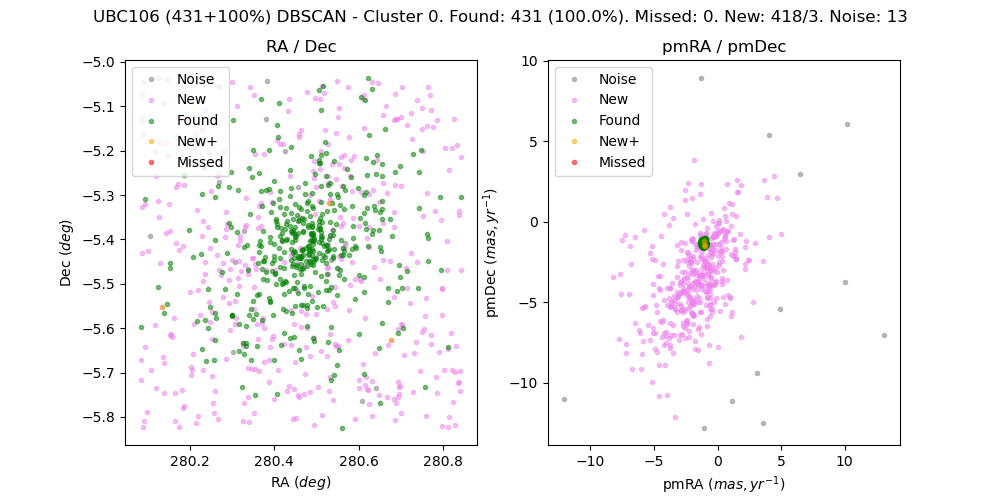 UBC106 (431+100%) DBSCAN - Cluster 0. Found: 431 (100.0%). Missed: 0. New: 418/3. Noise: 13
RA / Dec
−5.0
−5.1
−5.2
−5.3
−5.4
−5.5
−5.6
−5.7
−5.8
Dec (deg)
Noise
New
Found
New+
Missed
280.2 280.4 280.6 280.8
RA (deg)
pmRA / pmDec
10
5
0
−5
−10
pmDec (mas, yr⁻¹)
Noise
New
Found
New+
Missed
−10 −5 0 5 10
pmRA (mas, yr⁻¹)